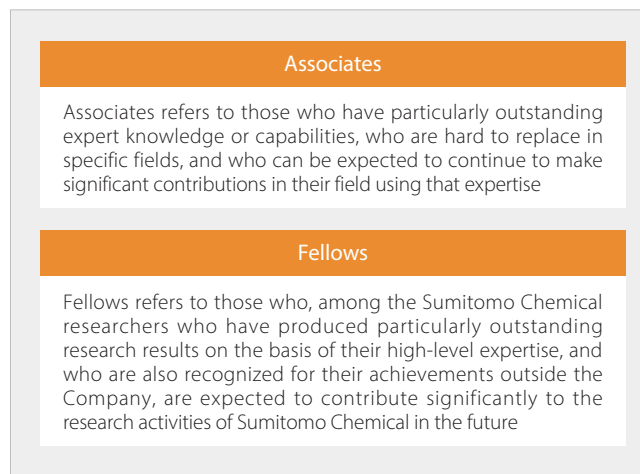 Associates
Associates refers to those who have particularly outstanding
expert knowledge or capabilities, who are hard to replace in
specific fields, and who can be expected to continue to make
significant contributions in their field using that expertise
Fellows
Fellows refers to those who, among the Sumitomo Chemical
researchers who have produced particularly outstanding
research results on the basis of their high-level expertise, and
who are also recognized for their achievements outside the
Company, are expected to contribute significantly to the
research activities of Sumitomo Chemical in the future